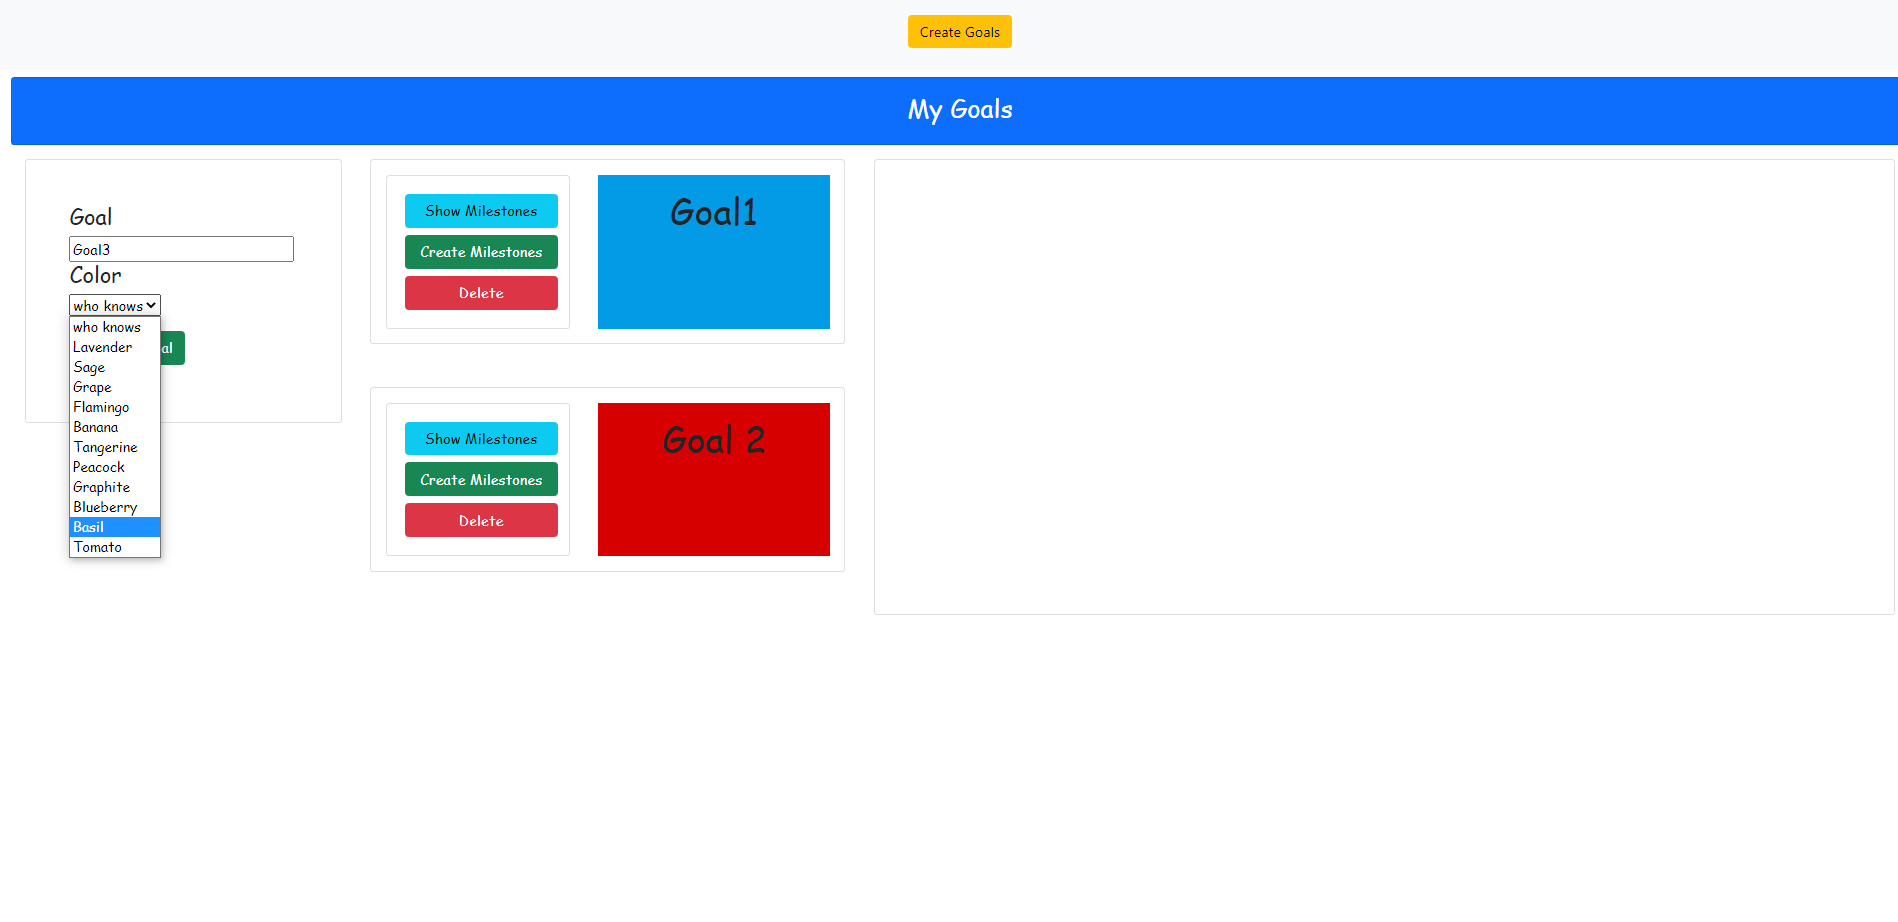 Create Goals
My Goals
Goal
Goal3
Color
who knows
who knows
Lavender
Sage
Grape
Flamingo
Banana
Tangerine
Peacock
Graphite
Blueberry
Basil
Tomato
al
Show Milestones
Create Milestones
Delete
Goal1
Show Milestones
Create Milestones
Delete
Goal 2